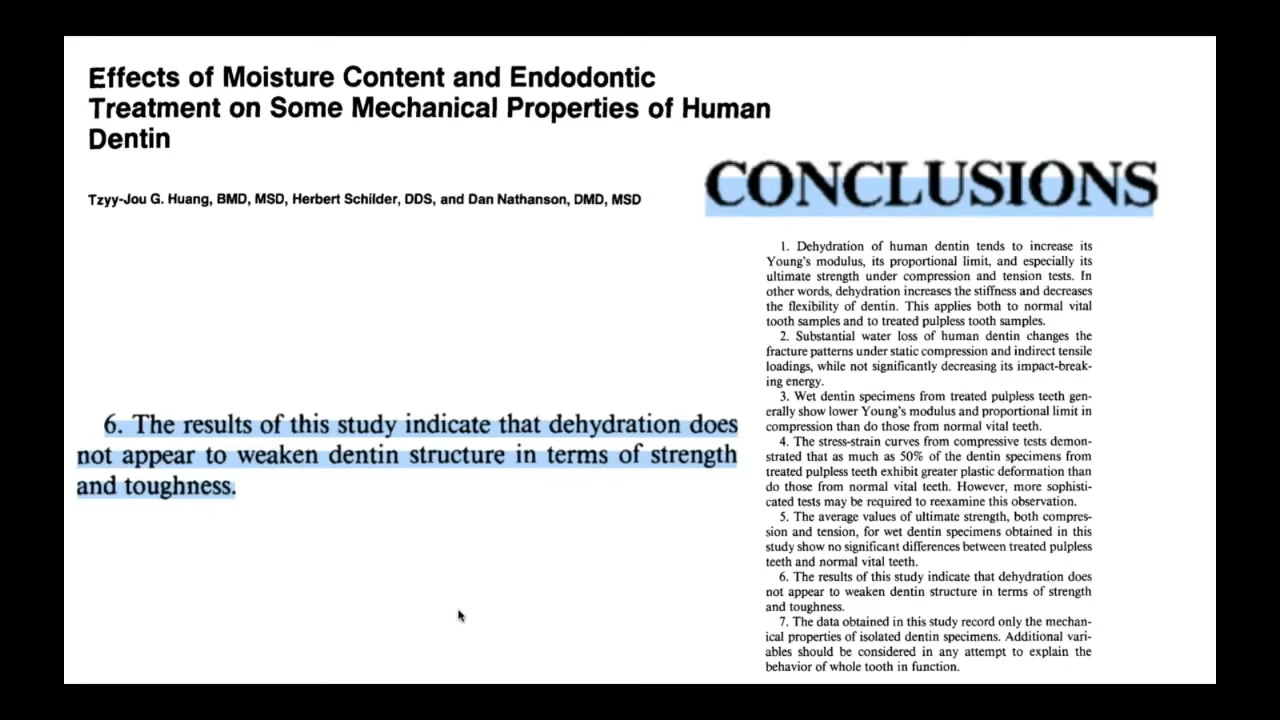 Effects of Moisture Content and Endodontic
Treatment on Some Mechanical Properties of Human
Dentin
Tzyy-Jou G. Huang, BMD, MSD, Herbert Schilder, DDS, and Dan Nathanson, DMD, MSD
6. The results of this study indicate that dehydration does
not appear to weaken dentin structure in terms of strength
and toughness.
CONCLUSIONS
1. Dehydration of human dentin tends to increase its
Young's modulus, its proportional limit, and especially its
ultimate strength under compression and tension tests. In
other words, dehydration increases the stiffness and decreases
the flexibility of dentin. This applies both to normal vital
tooth samples and to treated pulpless tooth samples.
2. Substantial water loss of human dentin changes the
fracture patterns under static compression and indirect tensile
loadings, while not significantly decreasing its impact-break-
ing energy.
3. Wet dentin specimens from treated pulpless teeth gen-
erally show lower Young's modulus and proportional limit in
compression than do those from normal vital teeth.
4. The stress-strain curves from compressive tests demon-
strated that as much as 50% of the dentin specimens from
treated pulpless teeth exhibit greater plastic deformation than
do those from normal vital teeth. However, more sophisti-
cated tests may be required to reexamine this observation.
5. The average values of ultimate strength, both compres-
sion and tension, for wet dentin specimens obtained in this
study show no significant differences between treated pulpless
teeth and normal vital teeth.
6. The results of this study indicate that dehydration does
not appear to weaken dentin structure in terms of strength
and toughness.
7. The data obtained in this study record only the mechan-
ical properties of isolated dentin specimens. Additional vari-
ables should be considered in any attempt to explain the
behavior of whole tooth in function.